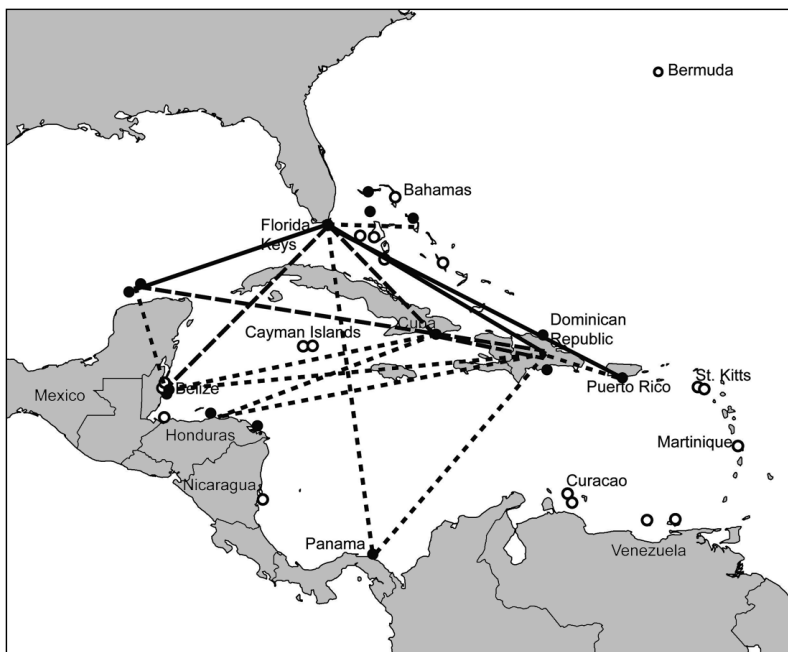 Bermuda
Bahamas
Florida
Keys
Cuba
Dominican
Republic
Cayman Islands
Puerto Rico
St. Kitts
Mexico
Belize
Honduras
Martinique
Nicaragua
Curacao
Panama
Venezuela